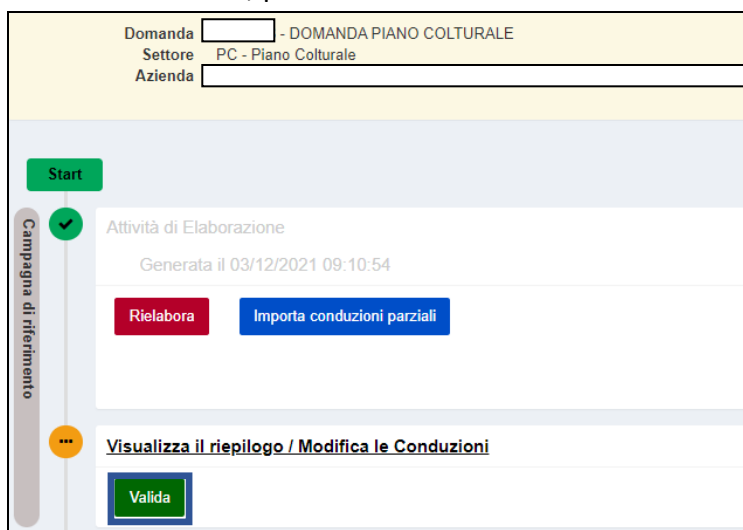 Domanda - DOMANDA PIANO COLTURALE
Settore PC - Piano Colturale
Azienda
Start
Campagna di riferimento
Attività di Elaborazione
Generata il 03/12/2021 09:10:54
Rielabora Importa conduzioni parziali
Visualizza il riepilogo / Modifica le Conduzioni
Valida